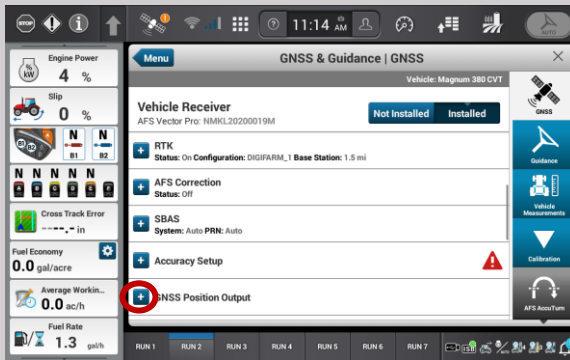 STOP
11:14 AM
AUTO
Engine Power
%
kW
4 %
Slip
0 %
B1 B2
N N
B1 B2
N N N N N N
Cross Track Error
----.- in
Fuel Economy
0.0 gal/acre
Average Workin...
0.0 ac/h
Fuel Rate
1.3 gal/h
Menu
GNSS & Guidance | GNSS
Vehicle: Magnum 380 CVT
Vehicle Receiver
AFS Vector Pro: NMKL20200019M
Not Installed
Installed
RTK
Status: On Configuration: DIGIFARM_1 Base Station: 1.5 mi
AFS Correction
Status: Off
SBAS
System: Auto PRN: Auto
Accuracy Setup
GNSS Position Output
GNSS
Guidance
Vehicle
Measurements
Calibration
AFS AccuTurn
RUN 1 RUN 2 RUN 3 RUN 4 RUN 5 RUN 6 RUN 7